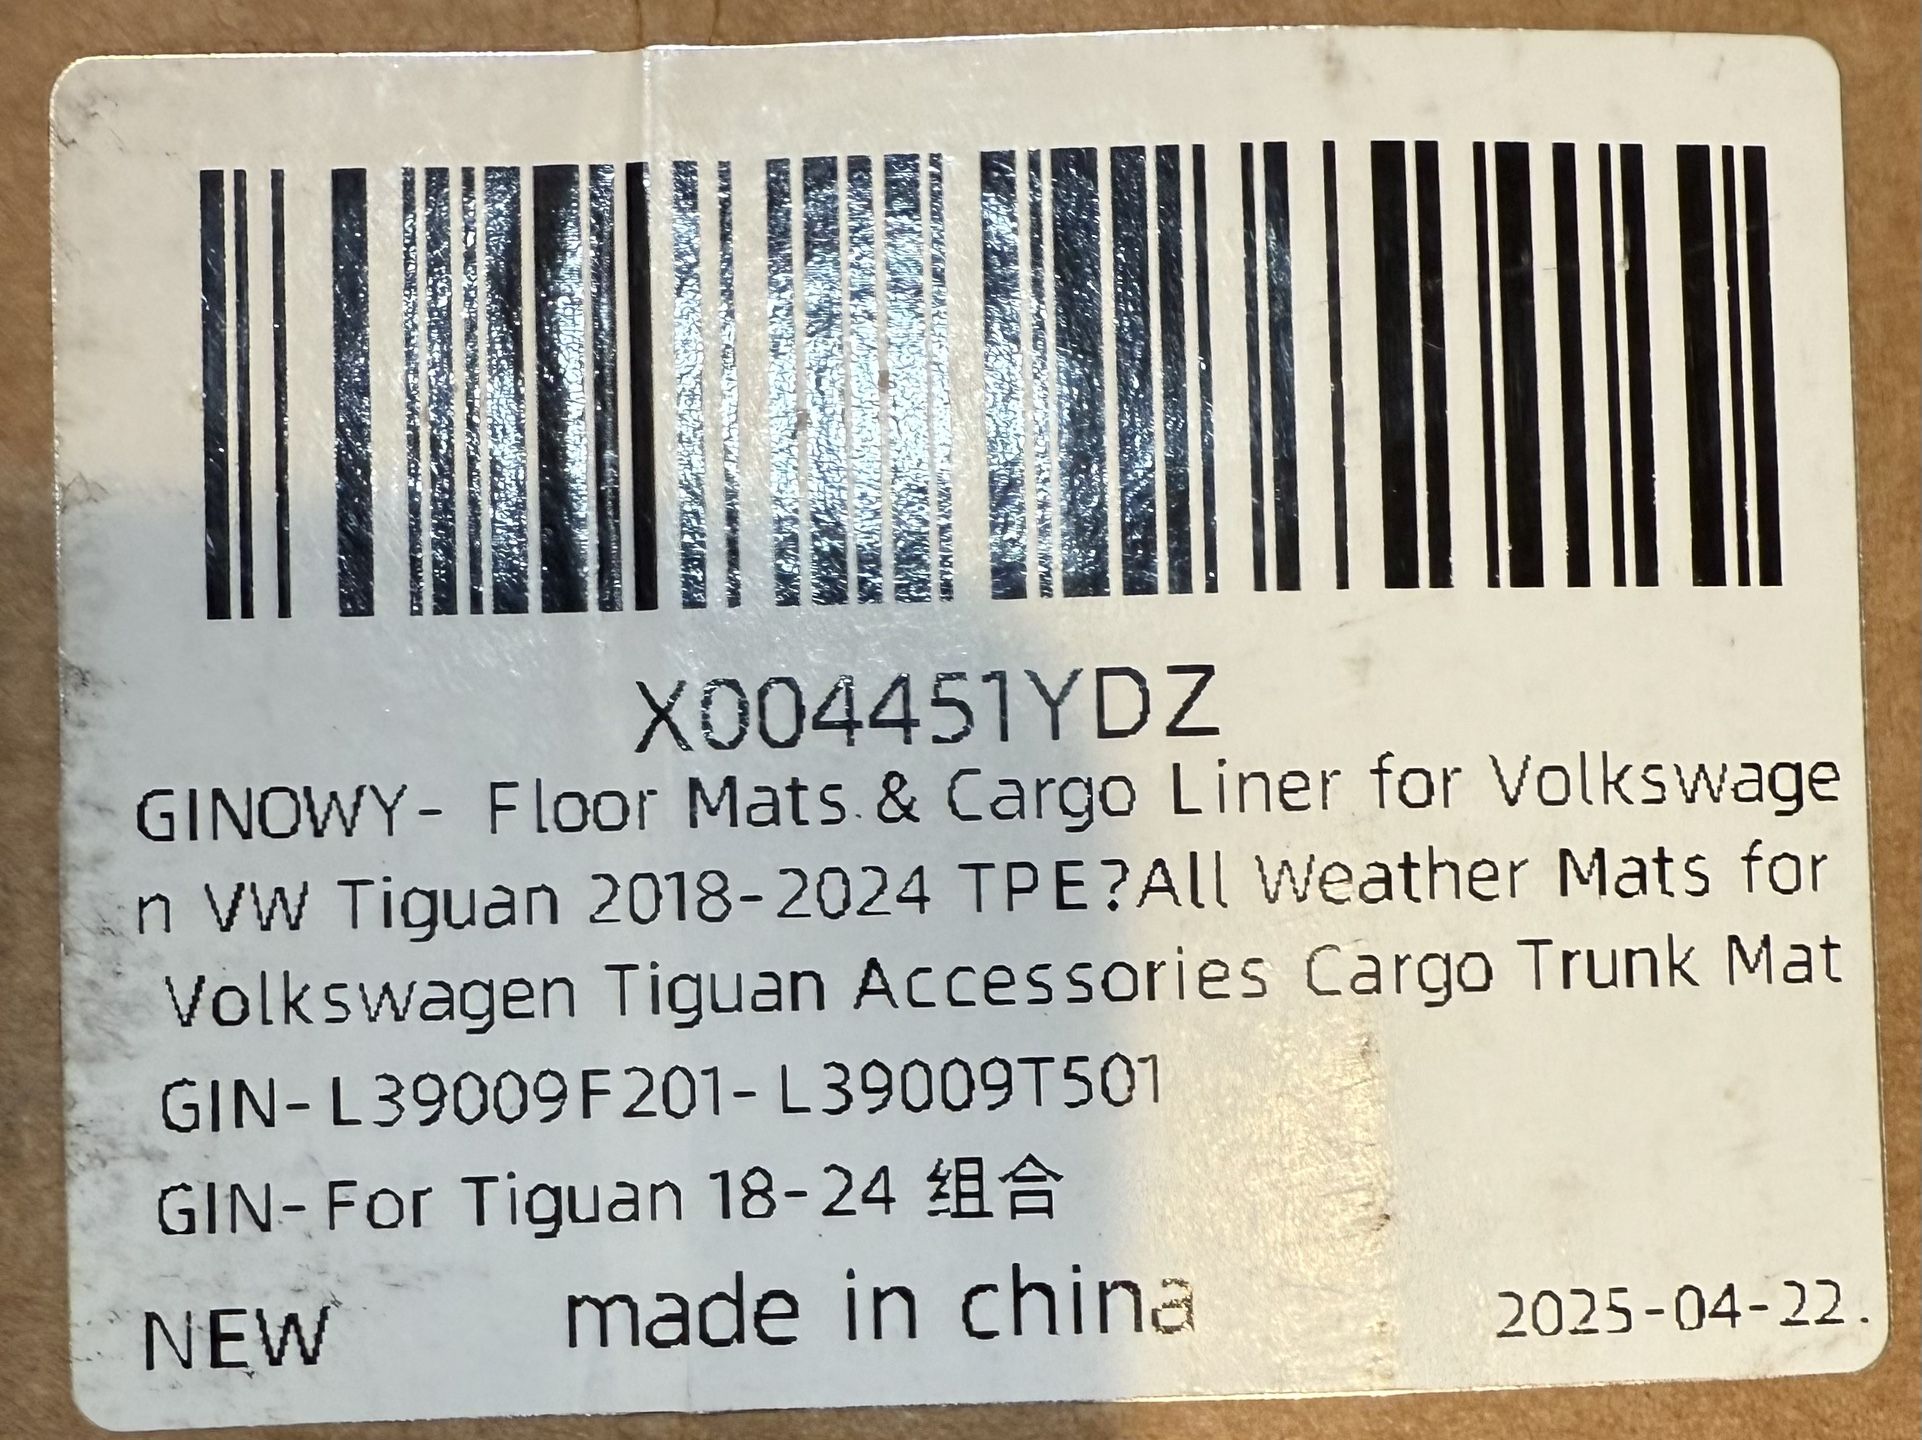 X004451YDZ
GINOWY- Floor Mats & Cargo Liner for Volkswage
n VW Tiguan 2018-2024 TPE?All Weather Mats for
Volkswagen Tiguan Accessories Cargo Trunk Mat
GIN-L39009F201-L39009T501
GIN-For Tiguan 18-24 组合
NEW made in china 2025-04-22.